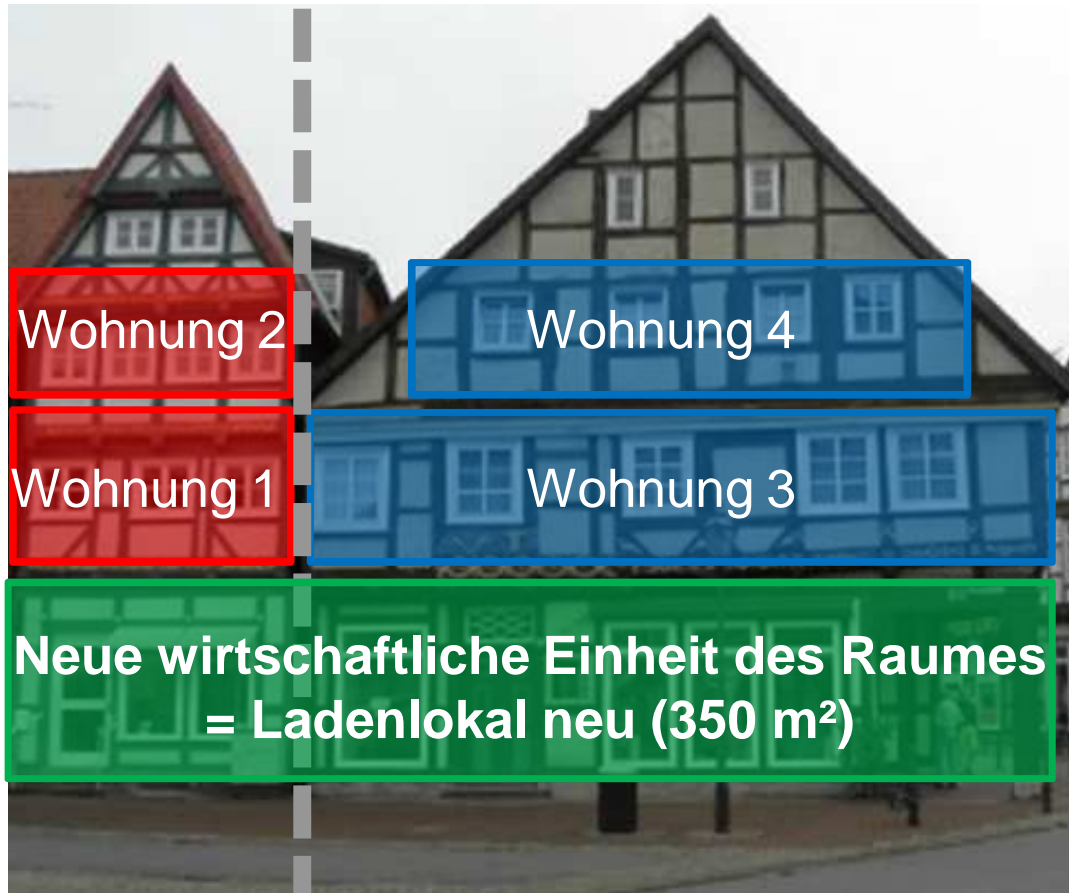 Wohnung 2
Wohnung 4
Wohnung 1
Wohnung 3
Neue wirtschaftliche Einheit des Raumes
= Ladenlokal neu (350 m²)